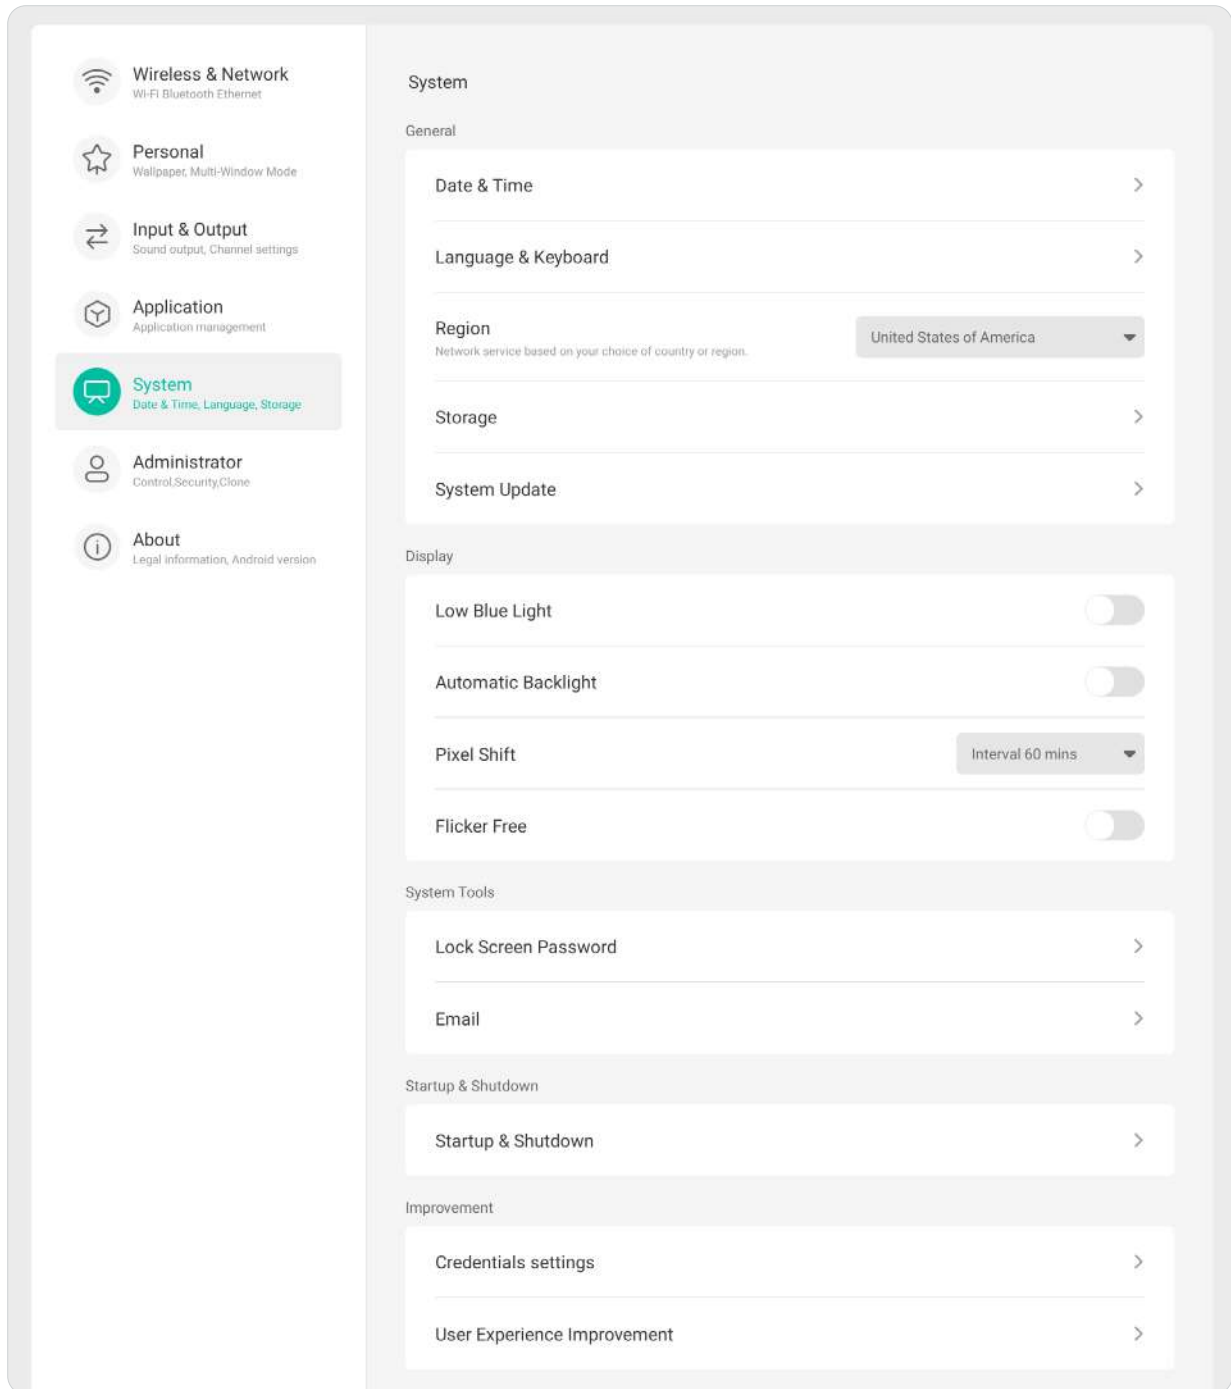 Wireless & Network
Wi-Fi Bluetooth Ethernet
Personal
Wallpaper, Multi-Window Mode
Input & Output
Sound output, Channel settings
Application
Application management
System
Date & Time, Language, Storage
Administrator
Control,Security,Clone
About
Legal information, Android version
System
General
Date & Time
Language & Keyboard
Region
Network service based on your choice of country or region.
United States of America
Storage
System Update
Display
Low Blue Light
Automatic Backlight
Pixel Shift
Interval 60 mins
Flicker Free
System Tools
Lock Screen Password
Email
Startup & Shutdown
Startup & Shutdown
Improvement
Credentials settings
User Experience Improvement